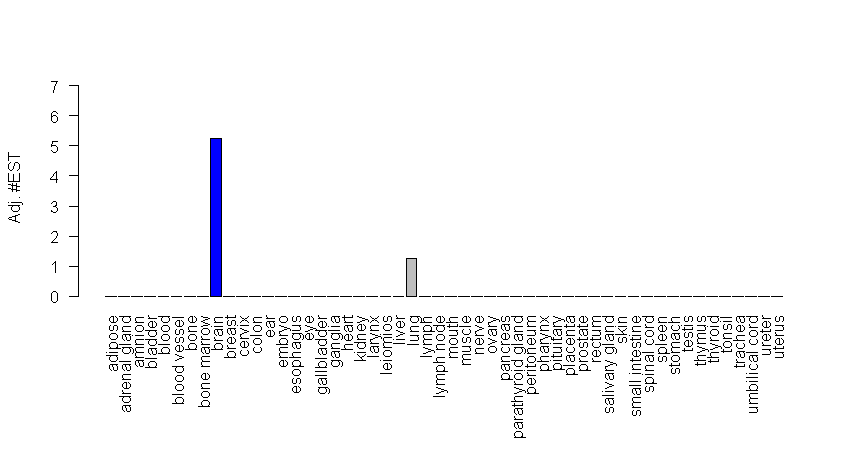 7
6
5
4
3
2
1
0
Adj. #EST
adipose
adrenal gland
amnion
bladder
blood
blood vessel
bone
bone marrow
brain
breast
cervix
colon
ear
embryo
esophagus
eye
gallbladder
ganglia
heart
kidney
larynx
leiomios
liver
lung
lymph
lymph node
mouth
muscle
nerve
ovary
pancreas
parathyroid gland
peritoneum
pharynx
pituitary
placenta
prostate
rectum
salivary gland
skin
small intestine
spinal cord
spleen
stomach
testis
thymus
thyroid
tonsil
trachea
umbilical cord
ureter
uterus